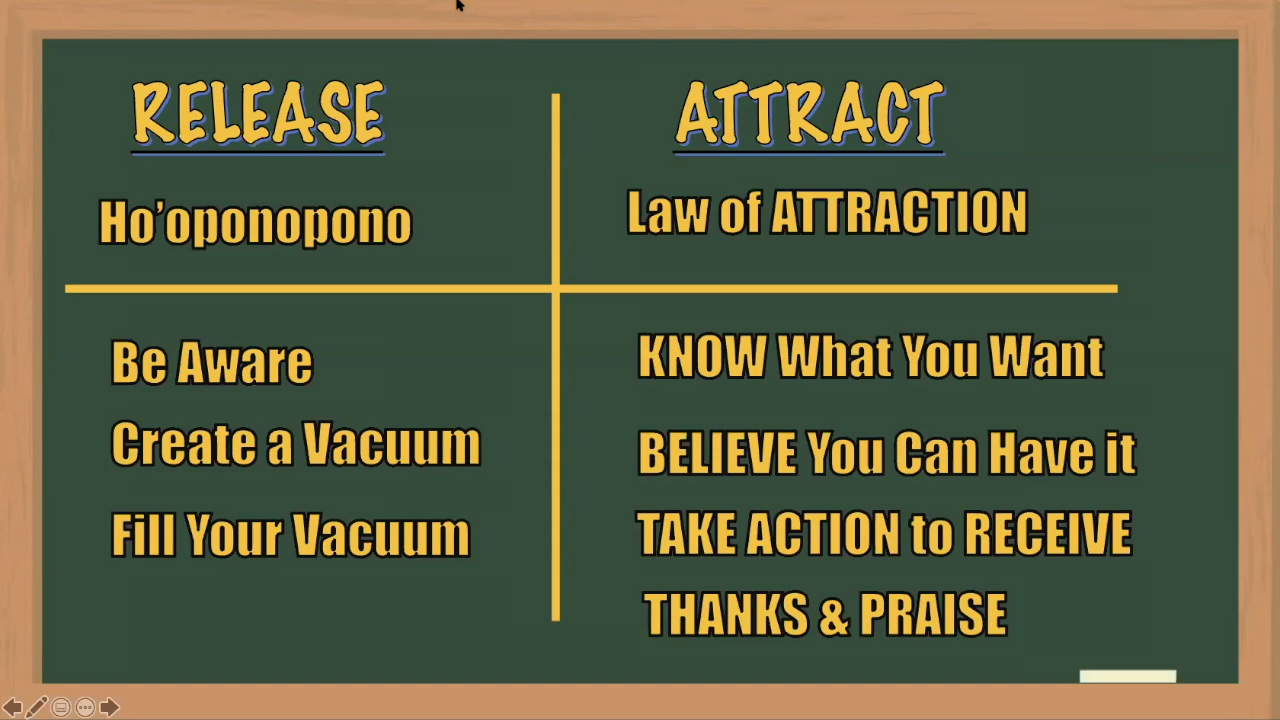 RELEASE
Ho’oponopono
Be Aware
Create a Vacuum
Fill Your Vacuum
ATTRACT
Law of ATTRACTION
KNOW What You Want
BELIEVE You Can Have it
TAKE ACTION to RECEIVE
THANKS & PRAISE